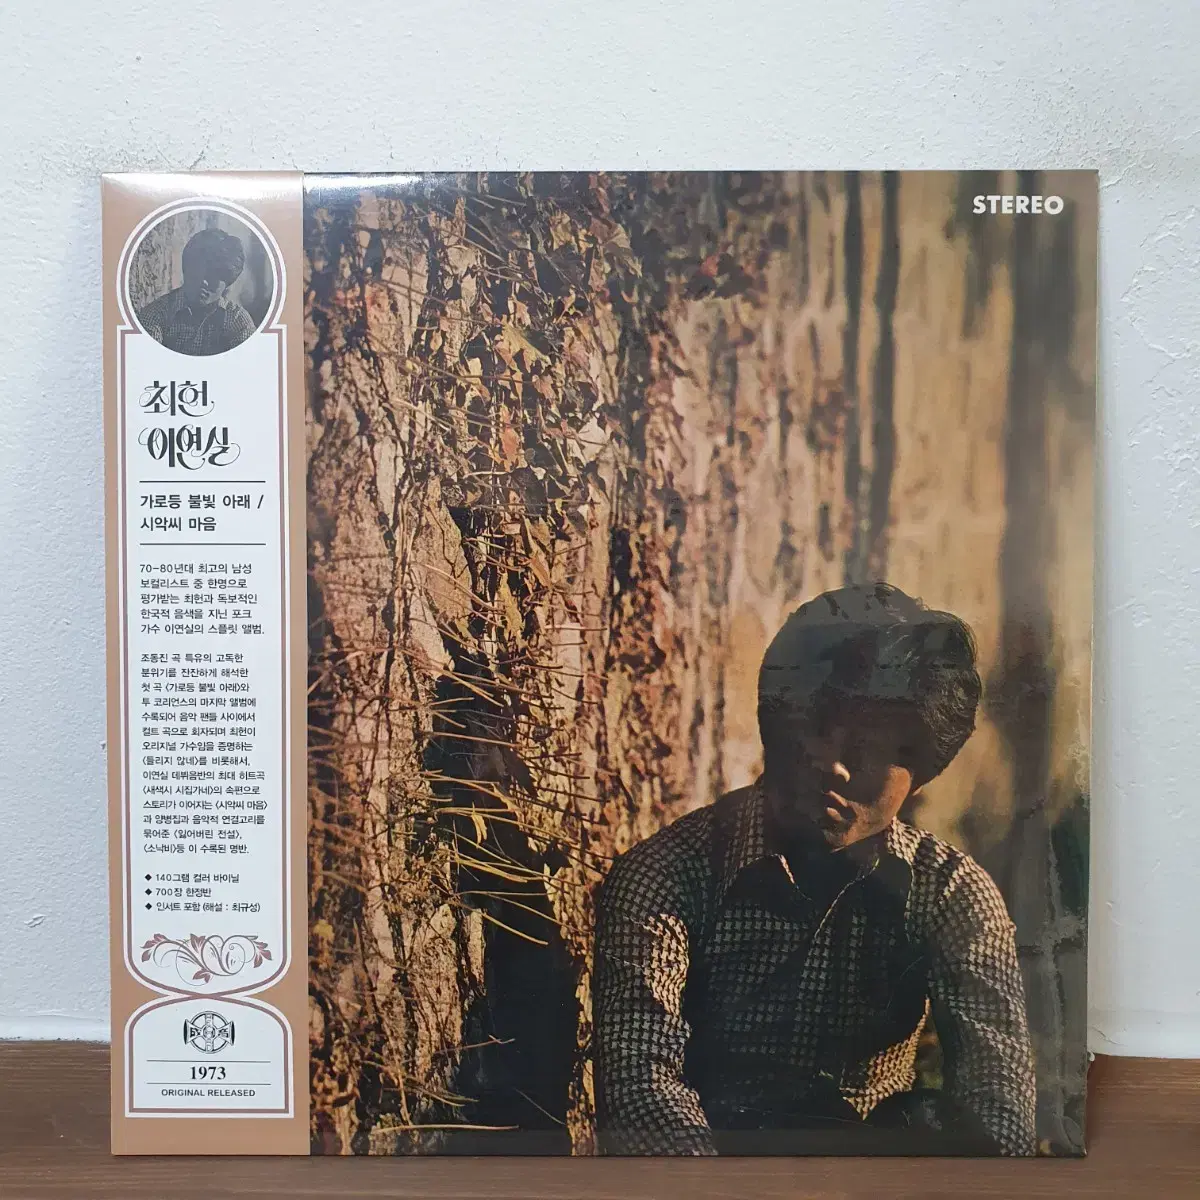 STEREO
최헌
이연실
가로등 불빛 아래 /
시악씨 마음
70-80년대 최고의 남성
보컬리스트 중 한명으로
평가받는 최헌과 독보적인
한국적 음색을 지닌 포크
가수 이연실의 스플릿 앨범.
조동진 곡 특유의 고독한
분위기를 잔잔하게 해석한
첫 곡 <가로등 불빛 아래>와
투 코리언스의 마지막 앨범에
수록되어 음악 팬들 사이에서
컬트 곡으로 회자되며 최헌이
오리지널 가수임을 증명하는
<들리지 않네>를 비롯해서,
이연실 데뷔음반의 최대 히트곡
<새색시 시집가네>의 속편으로
스토리가 이어지는 <시악씨 마음>
과 양병집과 음악적 연결고리를
묶어준 <잃어버린 전설>,
<소낙비>등 이 수록된 명반.
◆ 140그램 컬러 바이닐
◆ 700장 한정반
◆ 인서트 포함 (해설 : 최규성)
1973
ORIGINAL RELEASED